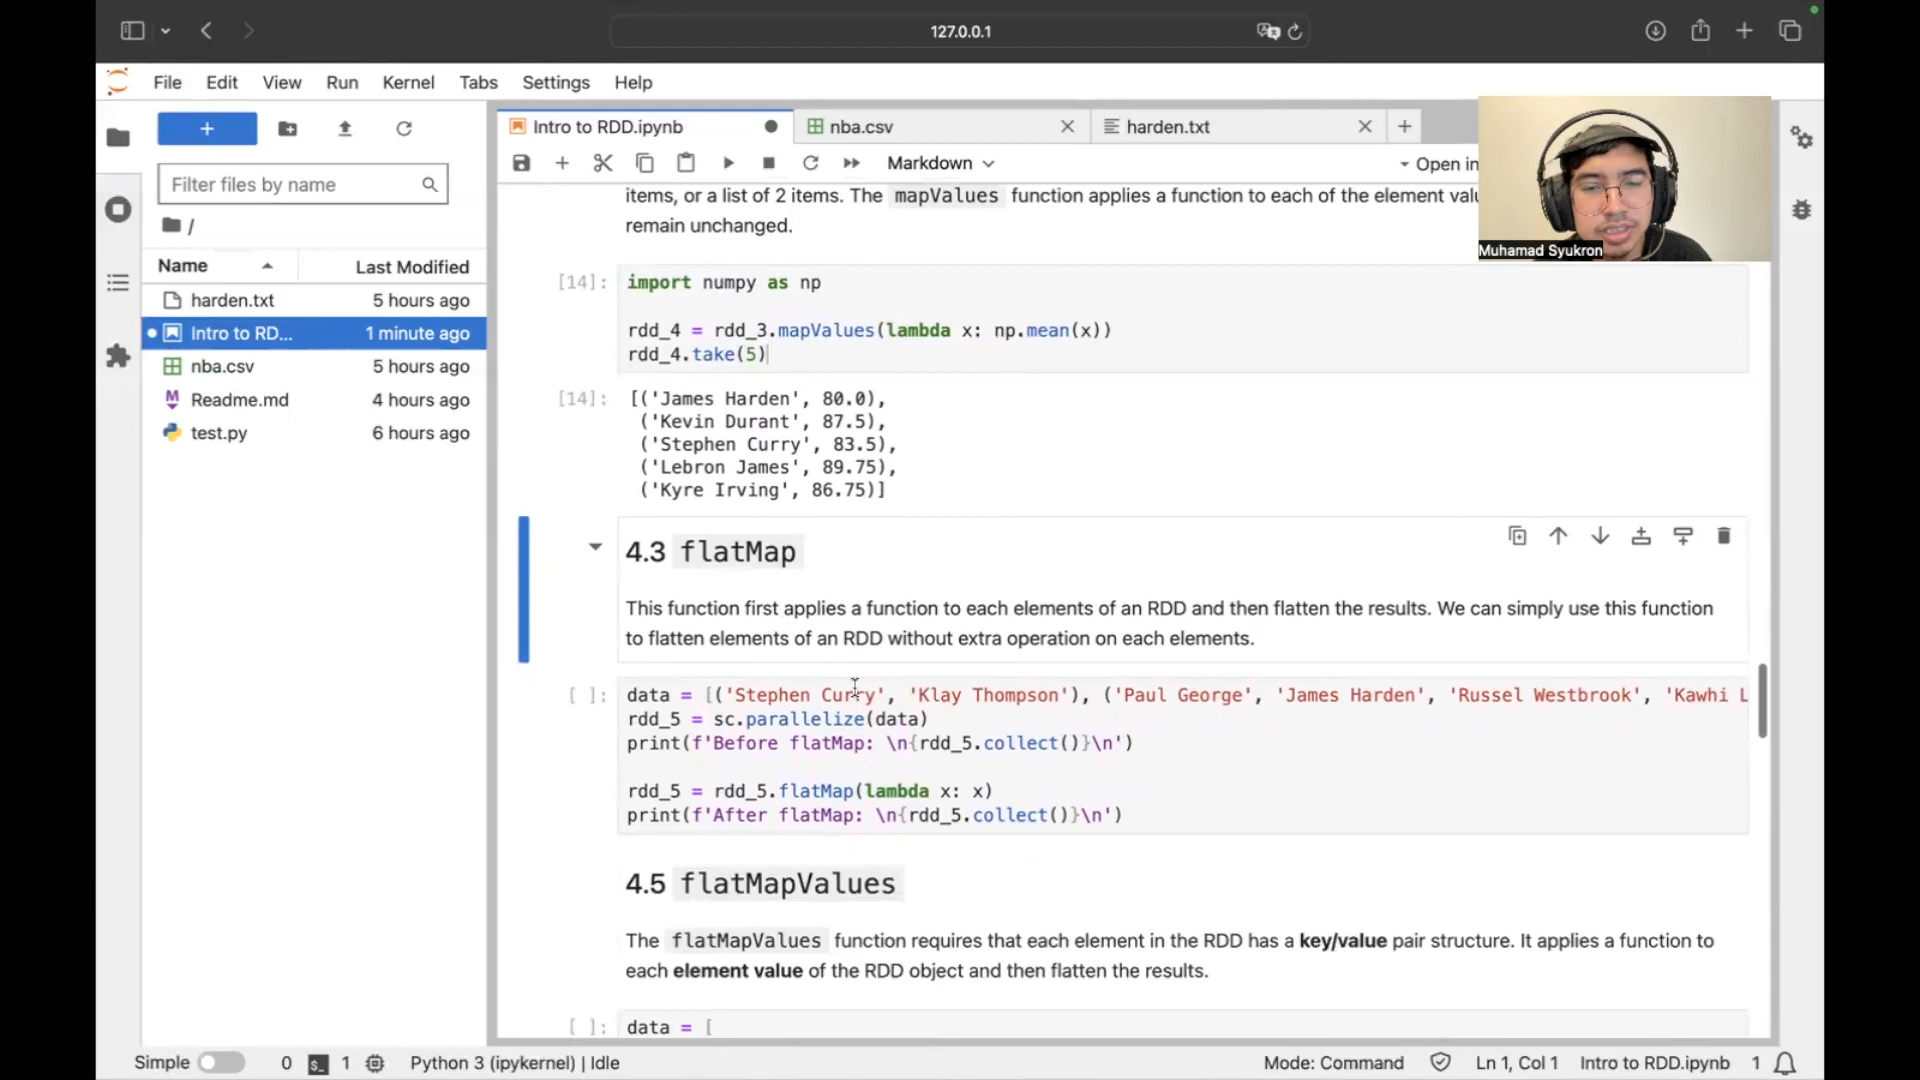 127.0.0.1
File Edit View Run Kernel Tabs Settings Help
+
Filter files by name
/
Name Last Modified
harden.txt 5 hours ago
Intro to RD... 1 minute ago
nba.csv 5 hours ago
Readme.md 4 hours ago
test.py 6 hours ago
Intro to RDD.ipynb nba.csv harden.txt
Markdown Open in
Muhamad Syukron
items, or a list of 2 items. The mapValues function applies a function to each of the element valu
remain unchanged.
[14]: import numpy as np
rdd_4 = rdd_3.mapValues(lambda x: np.mean(x))
rdd_4.take(5)
[14]: [('James Harden', 80.0),
('Kevin Durant', 87.5),
('Stephen Curry', 83.5),
('Lebron James', 89.75),
('Kyre Irving', 86.75)]
4.3 flatMap
This function first applies a function to each elements of an RDD and then flatten the results. We can simply use this function
to flatten elements of an RDD without extra operation on each elements.
[ ]: data = [('Stephen Curry', 'Klay Thompson'), ('Paul George', 'James Harden', 'Russel Westbrook', 'Kawhi L
rdd_5 = sc.parallelize(data)
print(f'Before flatMap: \n{rdd_5.collect()}\n')
rdd_5 = rdd_5.flatMap(lambda x: x)
print(f'After flatMap: \n{rdd_5.collect()}\n')
4.5 flatMapValues
The flatMapValues function requires that each element in the RDD has a key/value pair structure. It applies a function to
each element value of the RDD object and then flatten the results.
[ ]: data = [
Simple 0 1 Python 3 (ipykernel) | Idle Mode: Command Ln 1, Col 1 Intro to RDD.ipynb 1